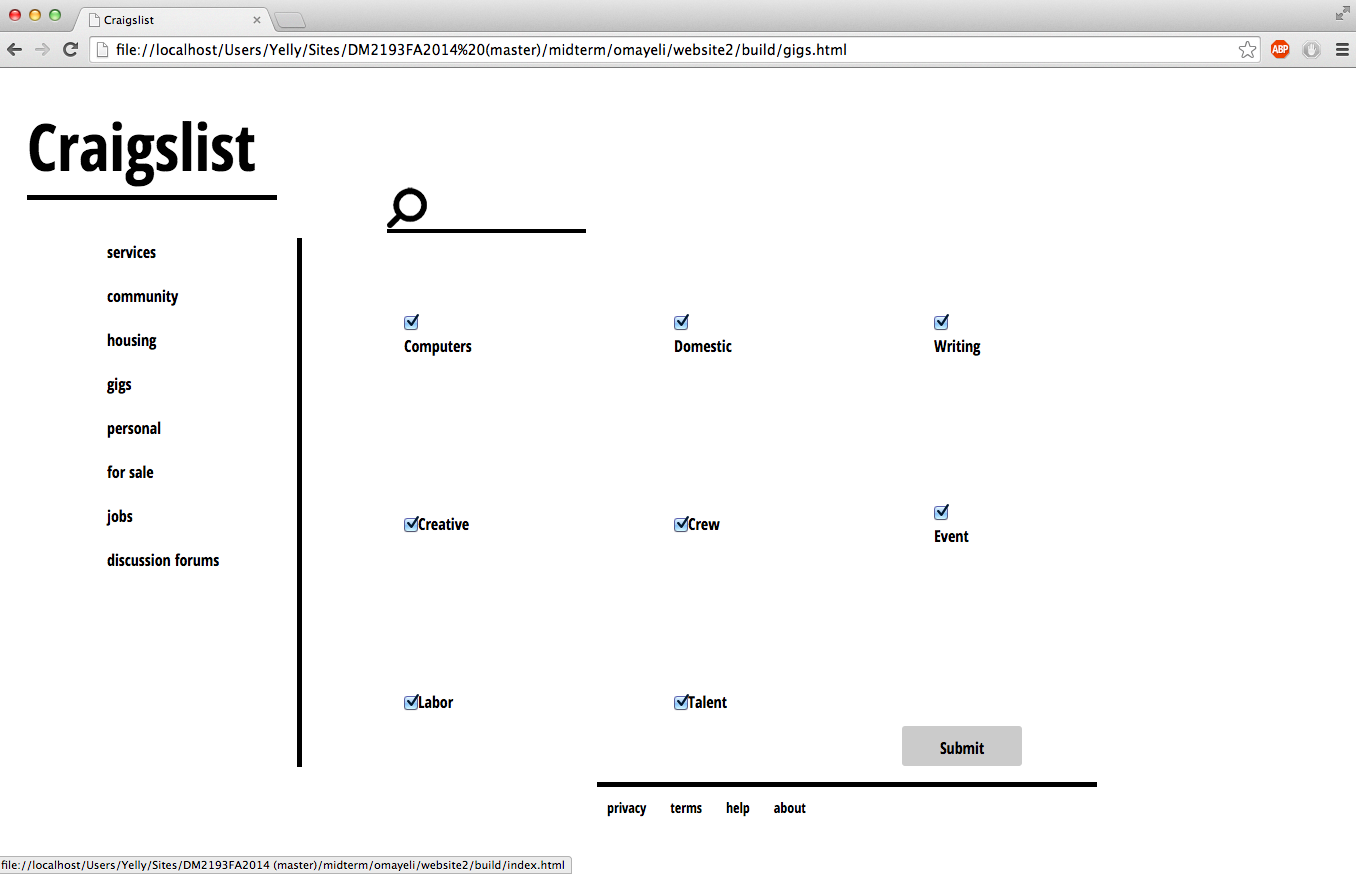 Craigslist
file://localhost/Users/Yelly/Sites/DM2193FA2014%20(master)/midterm/omayeli/website2/build/gigs.html
ABP
Craigslist
services
community
housing
gigs
personal
for sale
jobs
discussion forums
Computers
Domestic
Writing
Creative
Crew
Event
Labor
Talent
Submit
privacy terms help about
file://localhost/Users/Yelly/Sites/DM2193FA2014 (master)/midterm/omayeli/website2/build/index.html